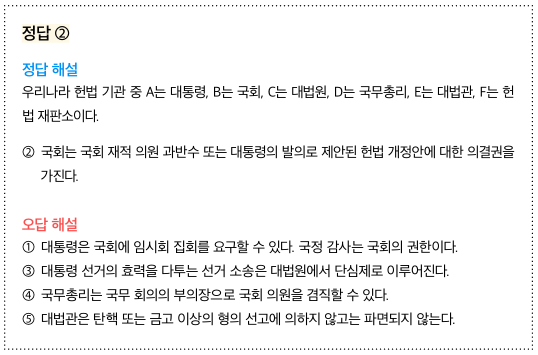 정답 ②
정답 해설
우리나라 헌법 기관 중 A는 대통령, B는 국회, C는 대법원, D는 국무총리, E는 대법관, F는 헌
법 재판소이다.
② 국회는 국회 재적 의원 과반수 또는 대통령의 발의로 제안된 헌법 개정안에 대한 의결권을
가진다.
오답 해설
① 대통령은 국회에 임시회 집회를 요구할 수 있다. 국정 감사는 국회의 권한이다.
③ 대통령 선거의 효력을 다투는 선거 소송은 대법원에서 단심제로 이루어진다.
④ 국무총리는 국무 회의의 부의장으로 국회 의원을 겸직할 수 있다.
⑤ 대법관은 탄핵 또는 금고 이상의 형의 선고에 의하지 않고는 파면되지 않는다.